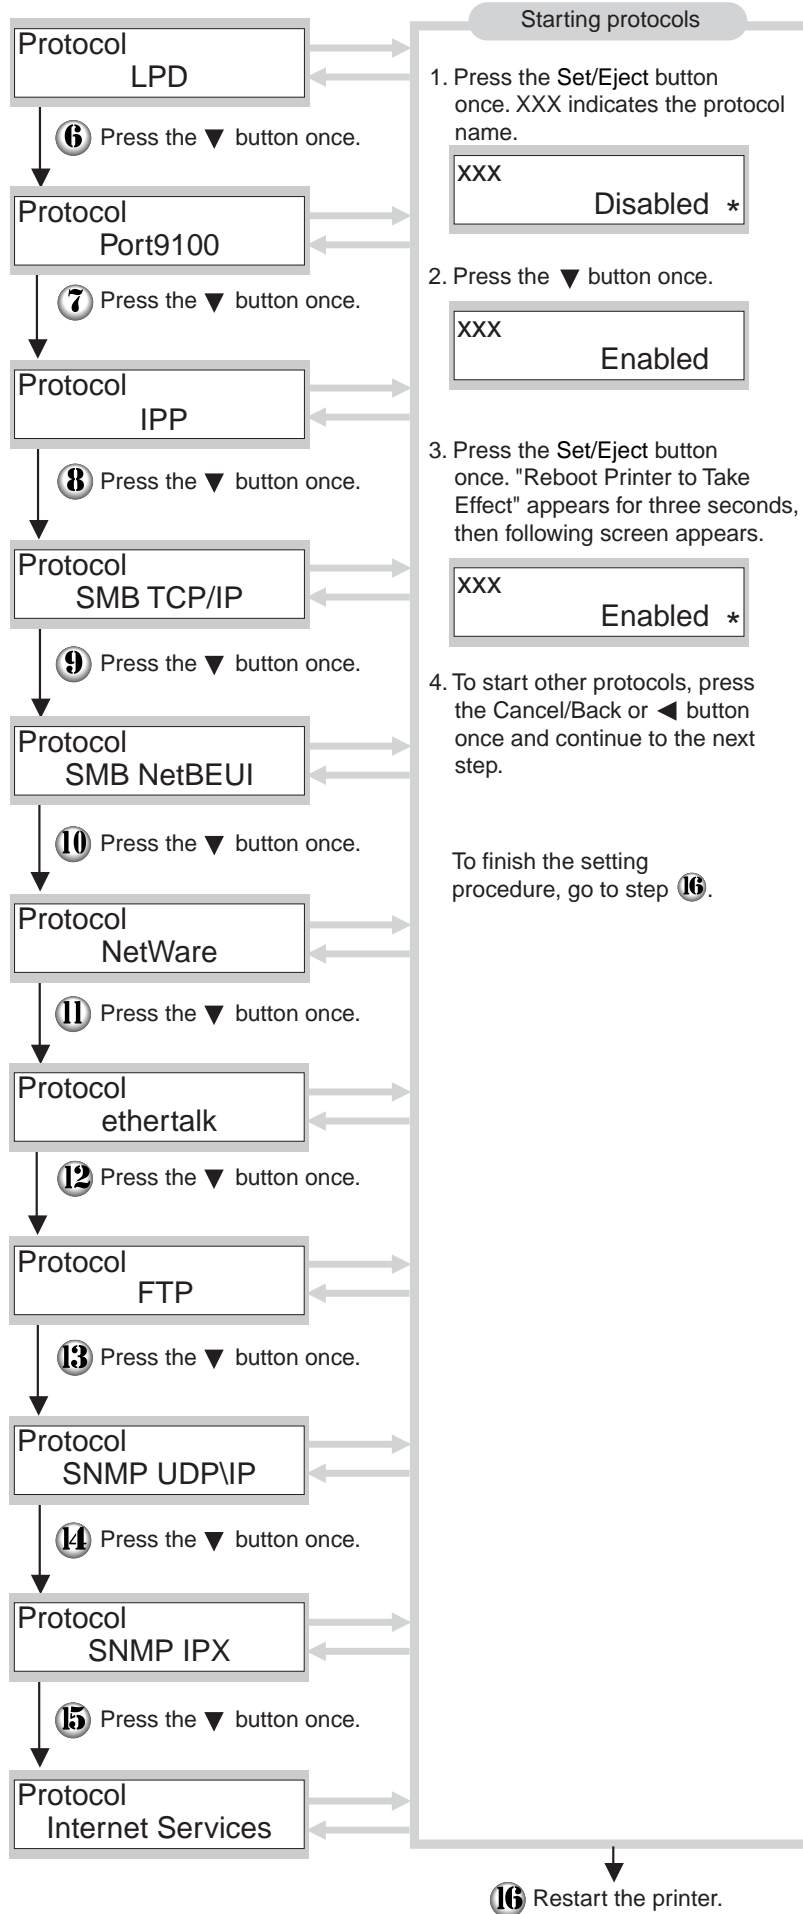 Protocol
LPD
6 Press the ▼ button once.
Protocol
Port9100
7 Press the ▼ button once.
Protocol
IPP
8 Press the ▼ button once.
Protocol
SMB TCP/IP
9 Press the ▼ button once.
Protocol
SMB NetBEUI
10 Press the ▼ button once.
Protocol
NetWare
11 Press the ▼ button once.
Protocol
ethertalk
12 Press the ▼ button once.
Protocol
FTP
13 Press the ▼ button once.
Protocol
SNMP UDP\IP
14 Press the ▼ button once.
Protocol
SNMP IPX
15 Press the ▼ button once.
Protocol
Internet Services
Starting protocols
1. Press the Set/Eject button
once. XXX indicates the protocol
name.
xxx
Disabled *
2. Press the ▼ button once.
xxx
Enabled
3. Press the Set/Eject button
once. "Reboot Printer to Take
Effect" appears for three seconds,
then following screen appears.
xxx
Enabled *
4. To start other protocols, press
the Cancel/Back or ◀ button
once and continue to the next
step.
To finish the setting
procedure, go to step 16.
16 Restart the printer.